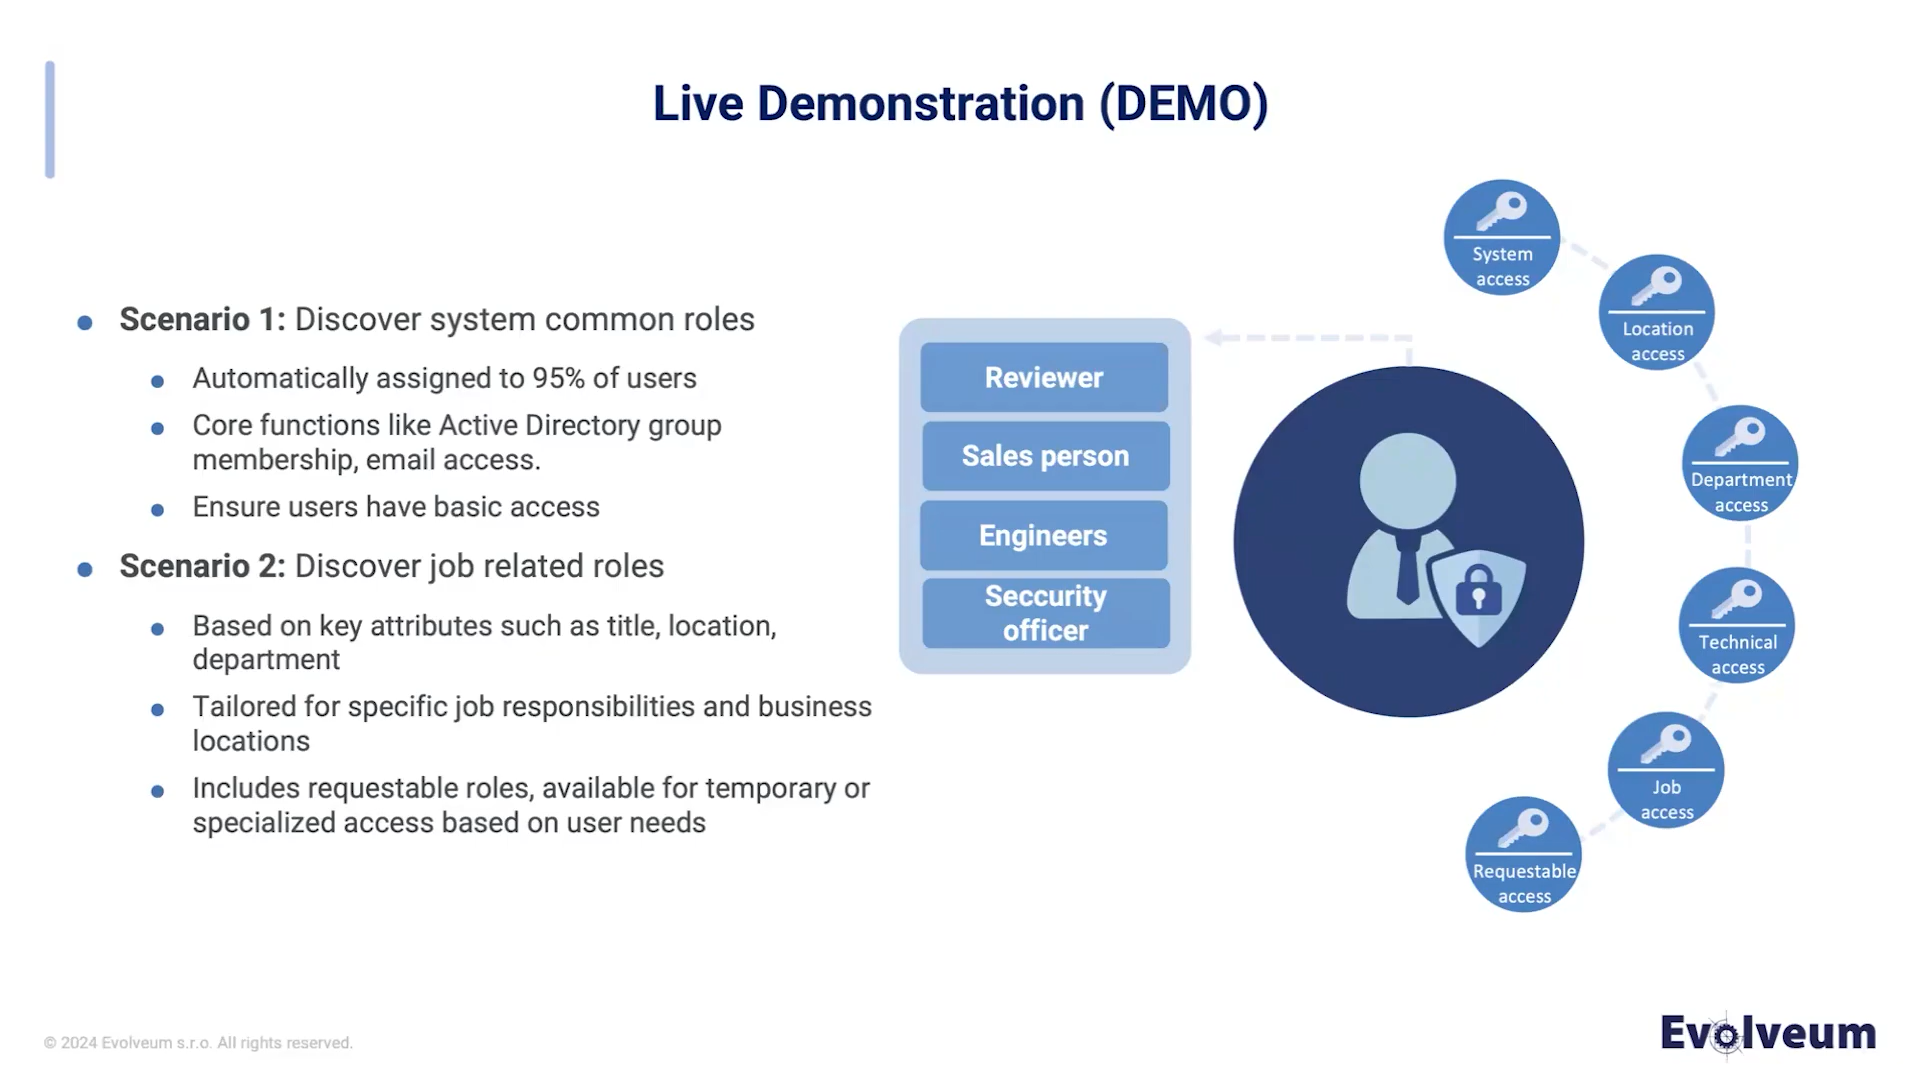 Live Demonstration (DEMO)
Scenario 1: Discover system common roles
Automatically assigned to 95% of users
Core functions like Active Directory group
membership, email access.
Ensure users have basic access
Scenario 2: Discover job related roles
Based on key attributes such as title, location,
department
Tailored for specific job responsibilities and business
locations
Includes requestable roles, available for temporary or
specialized access based on user needs
Reviewer
Sales person
Engineers
Seccurity
officer
System
access
Location
access
Department
access
Technical
access
Job
access
Requestable
access
© 2024 Evolveum s.r.o. All rights reserved.
Evolveum